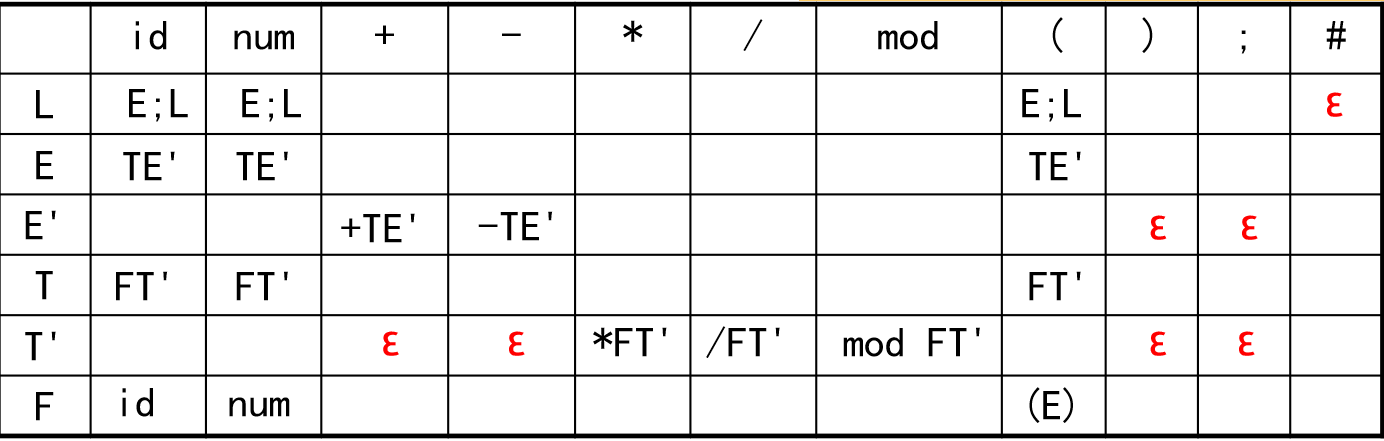 id num + - * / mod ( ) ; #
L E;L E;L E;L ε
E TE' TE' TE'
E' +TE' -TE' ε ε
T FT' FT' FT'
T' ε ε *FT' /FT' mod FT' ε ε
F id num (E)